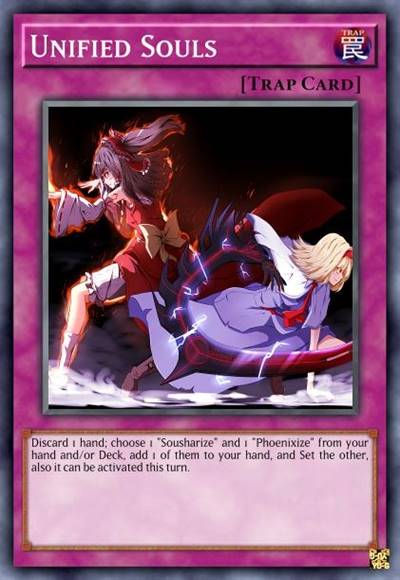 Unified Souls
TRAP
罠
[Trap Card]
Discard 1 hand; choose 1 "Sousharize" and 1 "Phoenixize" from your
hand and/or Deck, add 1 of them to your hand, and Set the other,
also it can be activated this turn.